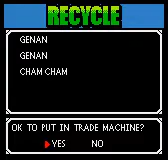 RECYCLE
GENAN
GENAN
CHAM CHAM
OK TO PUT IN TRADE MACHINE?
YES NO